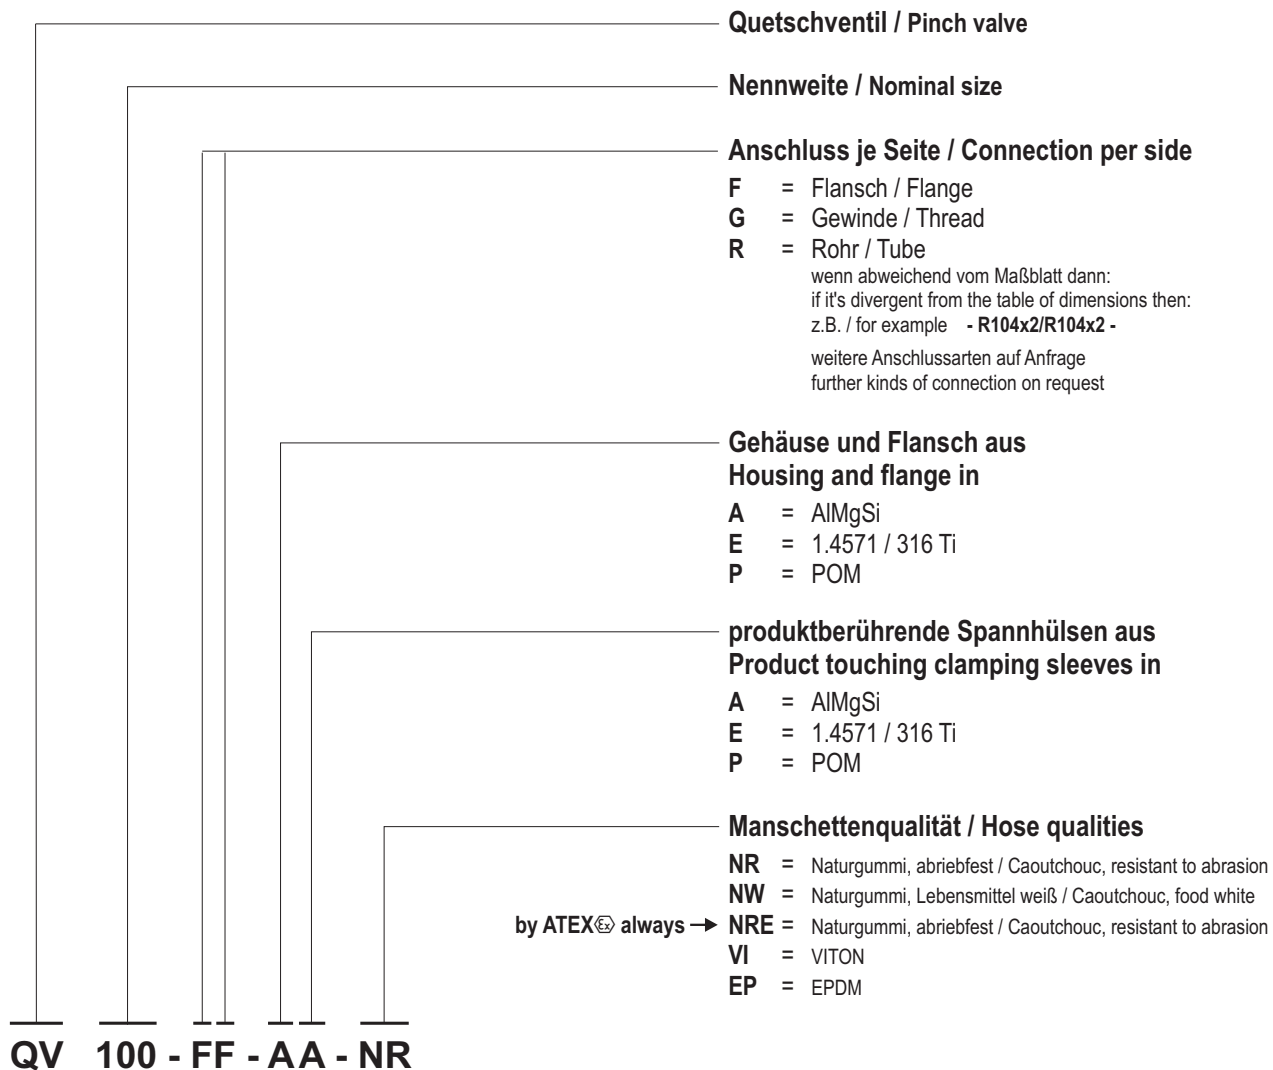 Quetschventil / Pinch valve
Nennweite / Nominal size
Anschluss je Seite / Connection per side
F = Flansch / Flange
G = Gewinde / Thread
R = Rohr / Tube
wenn abweichend vom Maßblatt dann:
if it's divergent from the table of dimensions then:
z.B. / for example - R104x2/R104x2 -
weitere Anschlussarten auf Anfrage
further kinds of connection on request
Gehäuse und Flansch aus
Housing and flange in
A = AlMgSi
E = 1.4571 / 316 Ti
P = POM
produktberührende Spannhülsen aus
Product touching clamping sleeves in
A = AlMgSi
E = 1.4571 / 316 Ti
P = POM
Manschettenqualität / Hose qualities
NR = Naturgummi, abriebfest / Caoutchouc, resistant to abrasion
NW = Naturgummi, Lebensmittel weiß / Caoutchouc, food white
by ATEX Ex always → NRE = Naturgummi, abriebfest / Caoutchouc, resistant to abrasion
VI = VITON
EP = EPDM
QV 100 - FF - AA - NR